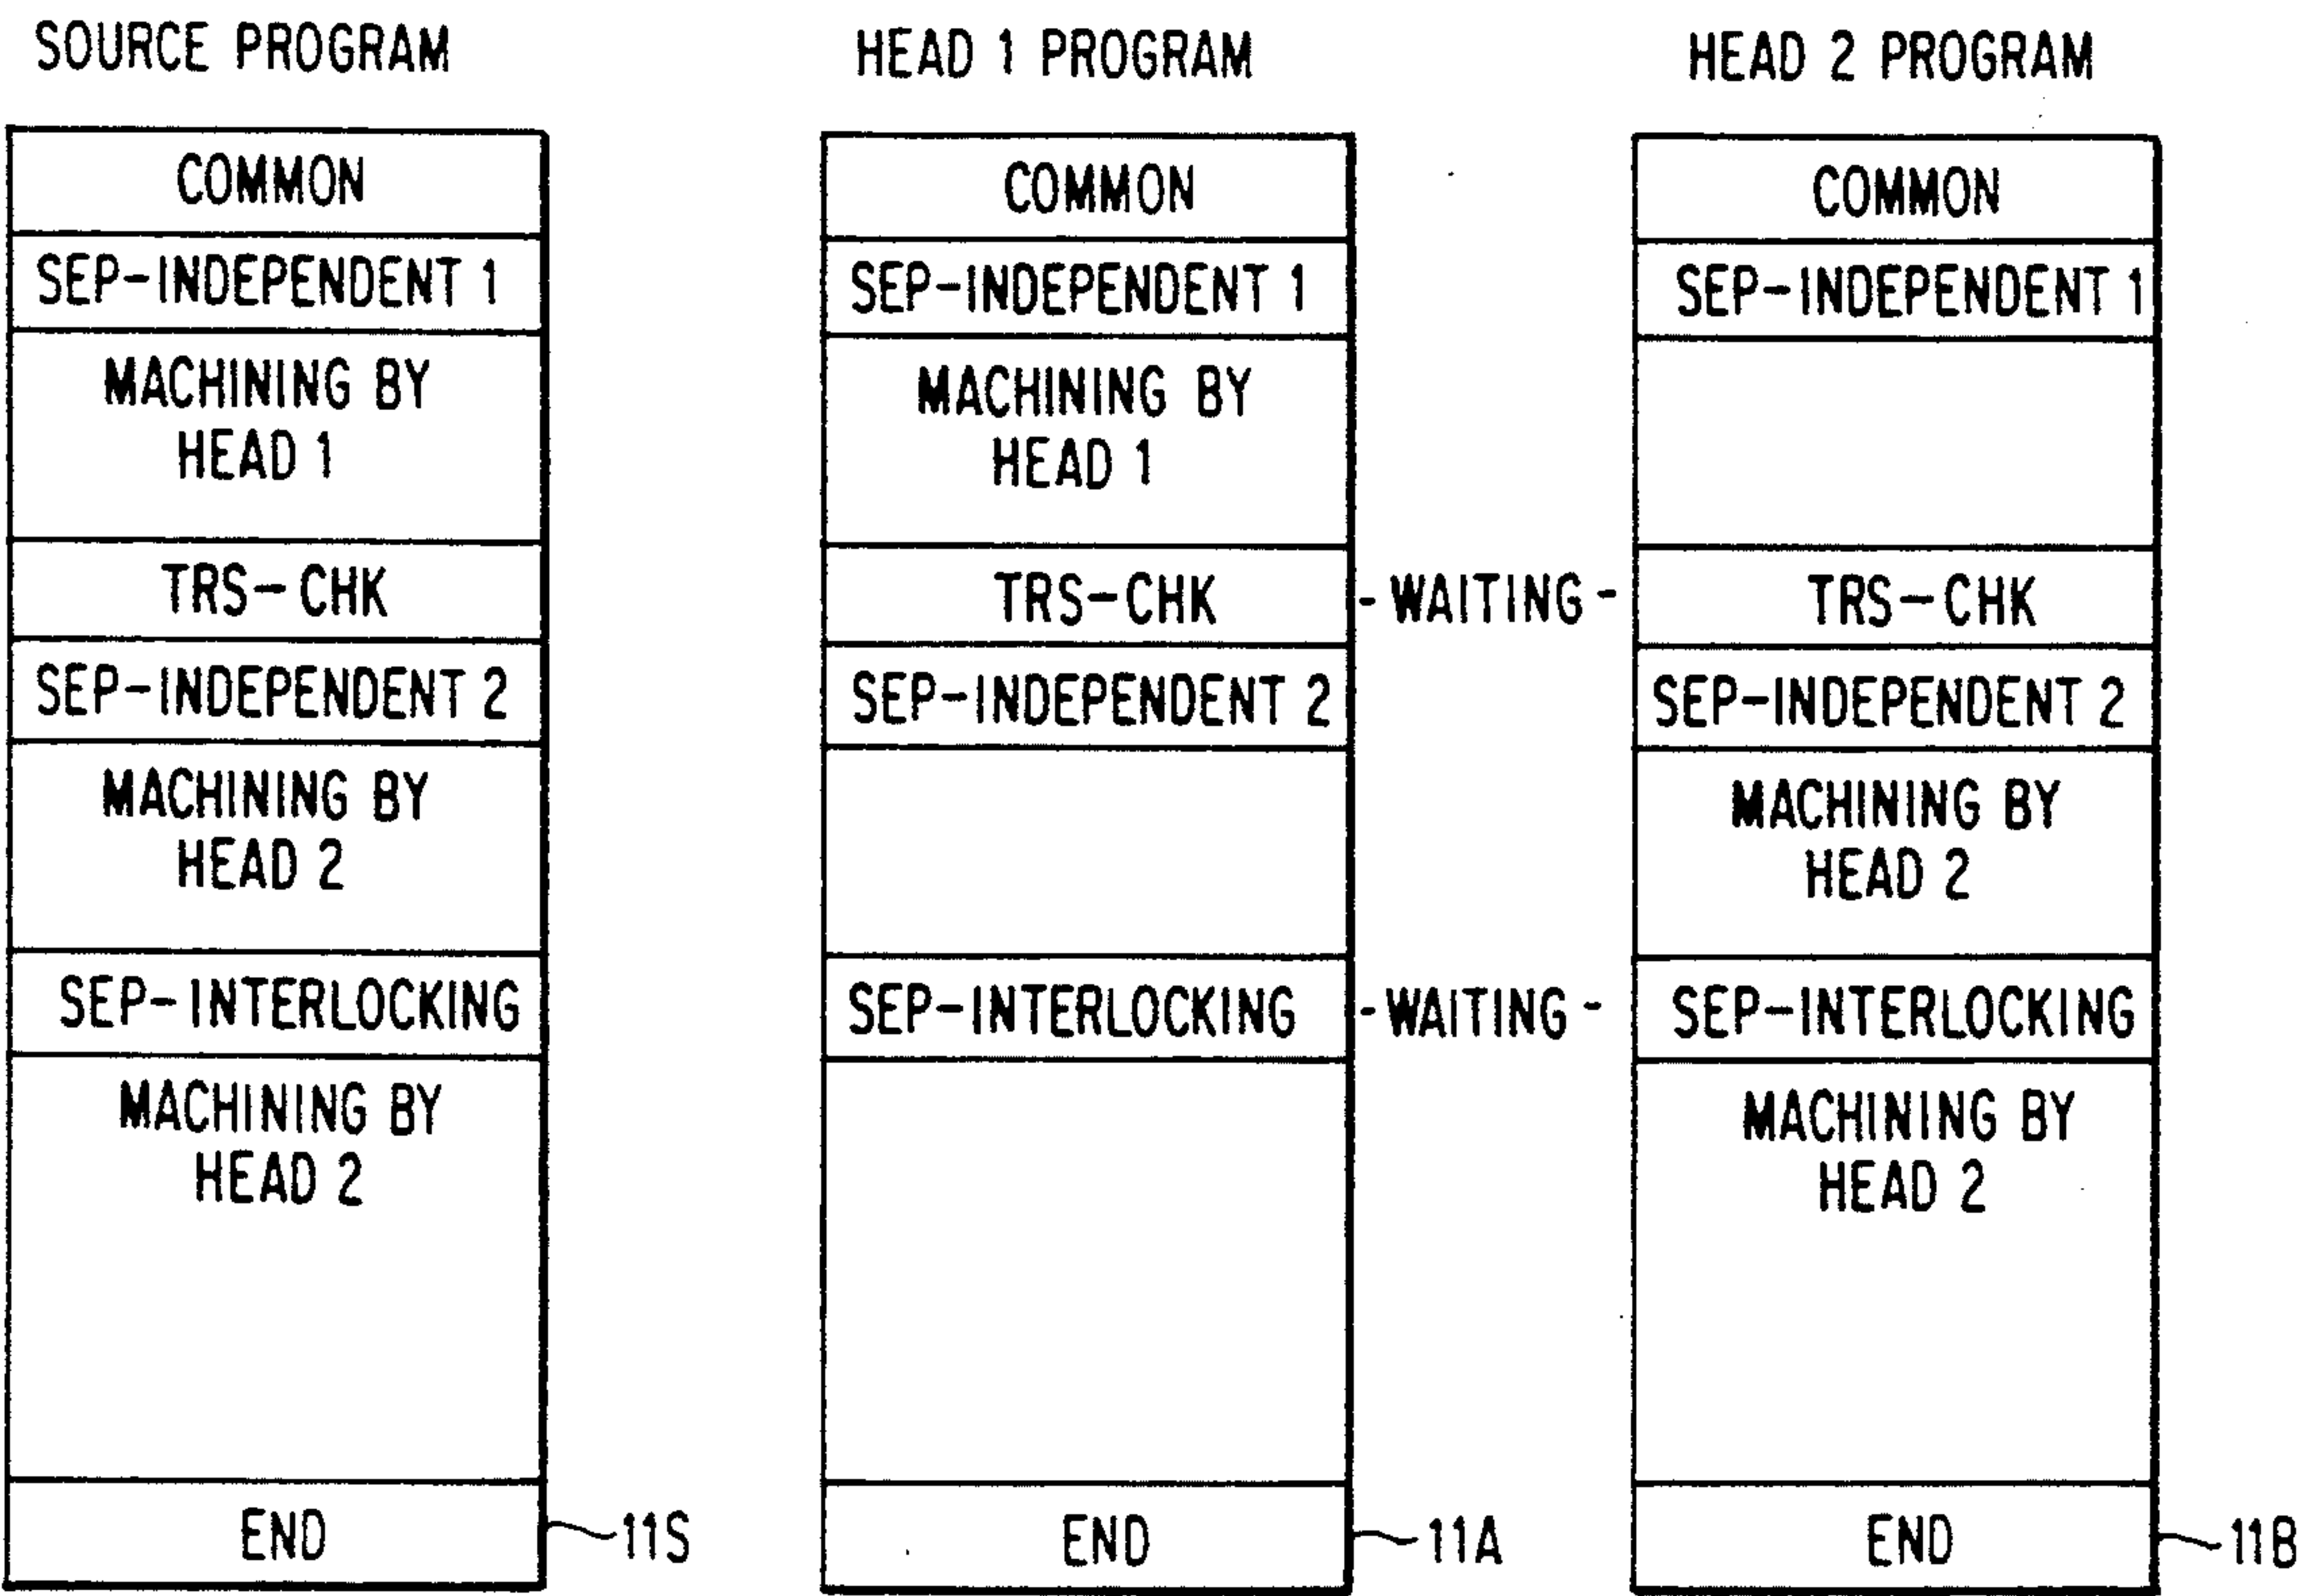 SOURCE PROGRAM
COMMON
SEP-INDEPENDENT 1
MACHINING BY
HEAD 1
TRS-CHK
SEP-INDEPENDENT 2
MACHINING BY
HEAD 2
SEP-INTERLOCKING
MACHINING BY
HEAD 2
END
11S
HEAD 1 PROGRAM
COMMON
SEP-INDEPENDENT 1
MACHINING BY
HEAD 1
TRS-CHK
SEP-INDEPENDENT 2
SEP-INTERLOCKING
END
11A
-WAITING-
-WAITING-
HEAD 2 PROGRAM
COMMON
SEP-INDEPENDENT 1
TRS-CHK
SEP-INDEPENDENT 2
MACHINING BY
HEAD 2
SEP-INTERLOCKING
MACHINING BY
HEAD 2
END
11B